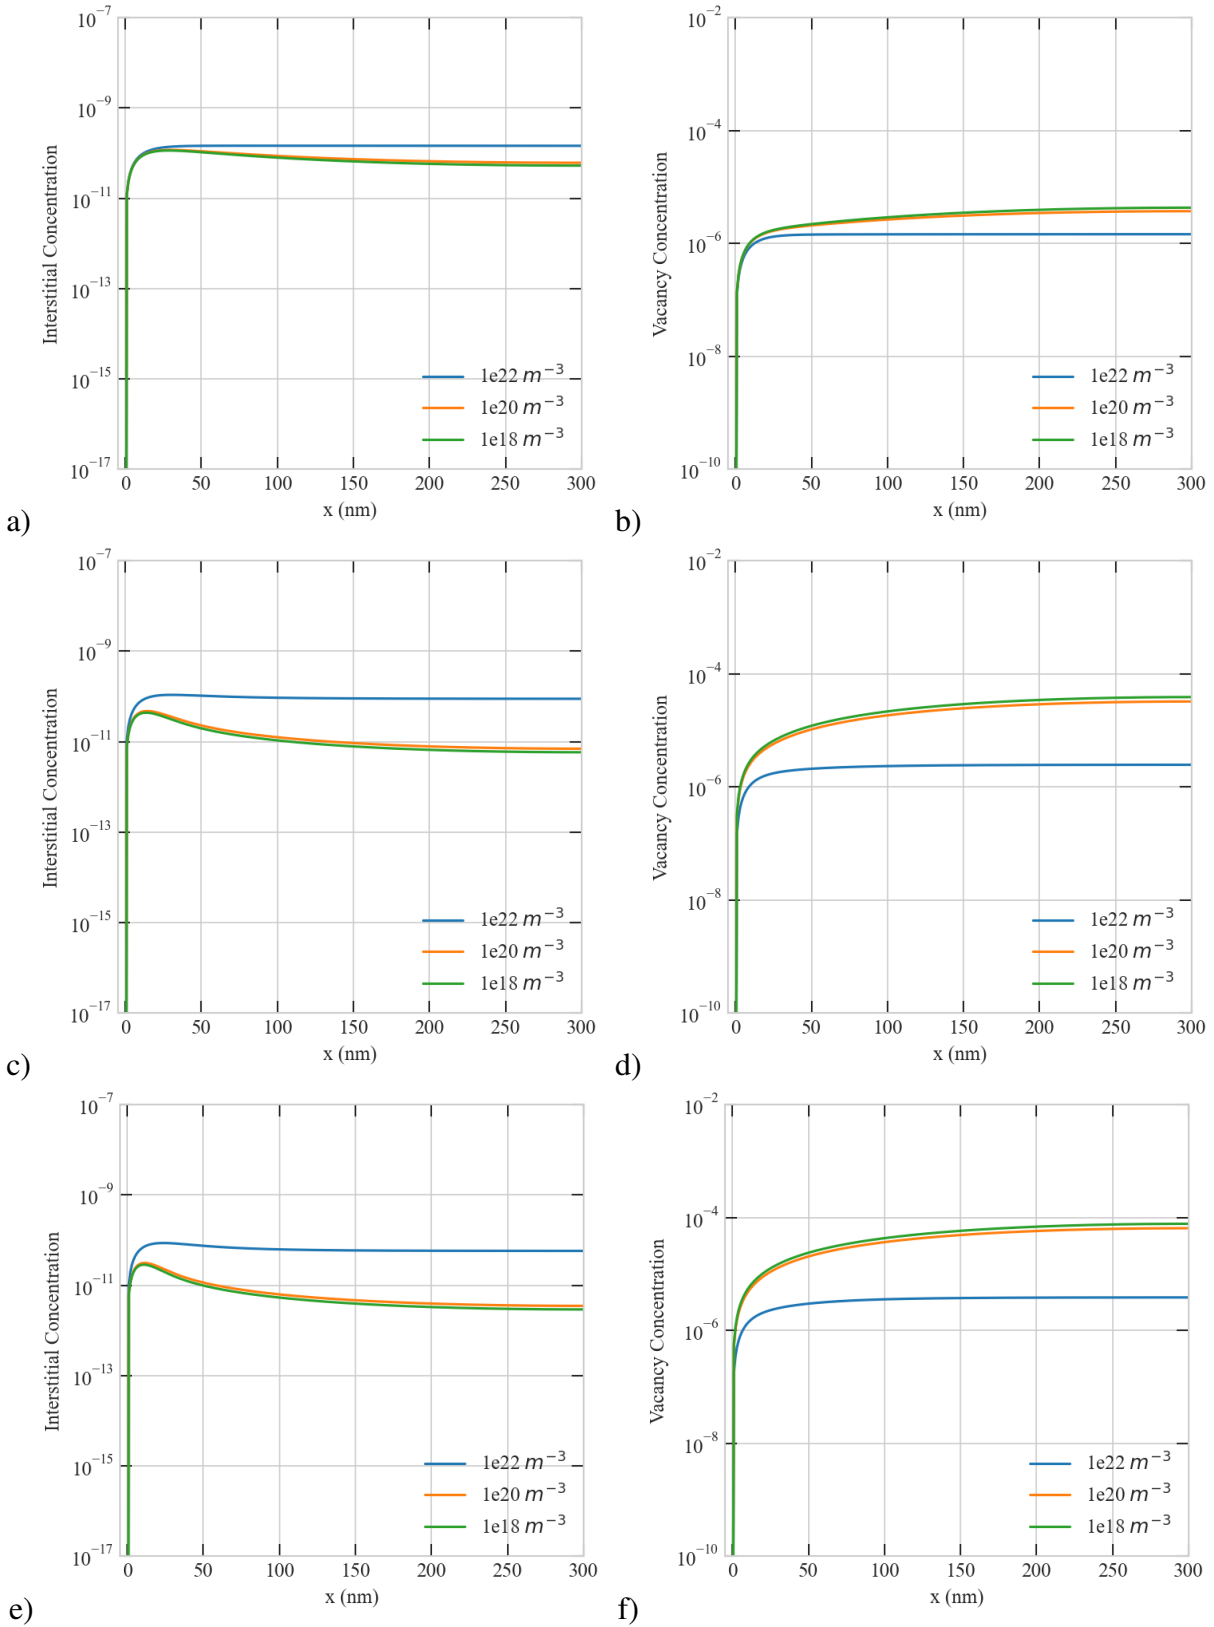 10^{-7}
10^{-9}
10^{-11}
10^{-13}
10^{-15}
10^{-17}
Interstitial Concentration
1e22 m^{-3}
1e20 m^{-3}
1e18 m^{-3}
0 50 100 150 200 250 300
x (nm)
a)
10^{-2}
10^{-4}
10^{-6}
10^{-8}
10^{-10}
Vacancy Concentration
1e22 m^{-3}
1e20 m^{-3}
1e18 m^{-3}
0 50 100 150 200 250 300
x (nm)
b)
10^{-7}
10^{-9}
10^{-11}
10^{-13}
10^{-15}
10^{-17}
Interstitial Concentration
1e22 m^{-3}
1e20 m^{-3}
1e18 m^{-3}
0 50 100 150 200 250 300
x (nm)
c)
10^{-2}
10^{-4}
10^{-6}
10^{-8}
10^{-10}
Vacancy Concentration
1e22 m^{-3}
1e20 m^{-3}
1e18 m^{-3}
0 50 100 150 200 250 300
x (nm)
d)
10^{-7}
10^{-9}
10^{-11}
10^{-13}
10^{-15}
10^{-17}
Interstitial Concentration
1e22 m^{-3}
1e20 m^{-3}
1e18 m^{-3}
0 50 100 150 200 250 300
x (nm)
e)
10^{-2}
10^{-4}
10^{-6}
10^{-8}
10^{-10}
Vacancy Concentration
1e22 m^{-3}
1e20 m^{-3}
1e18 m^{-3}
0 50 100 150 200 250 300
x (nm)
f)